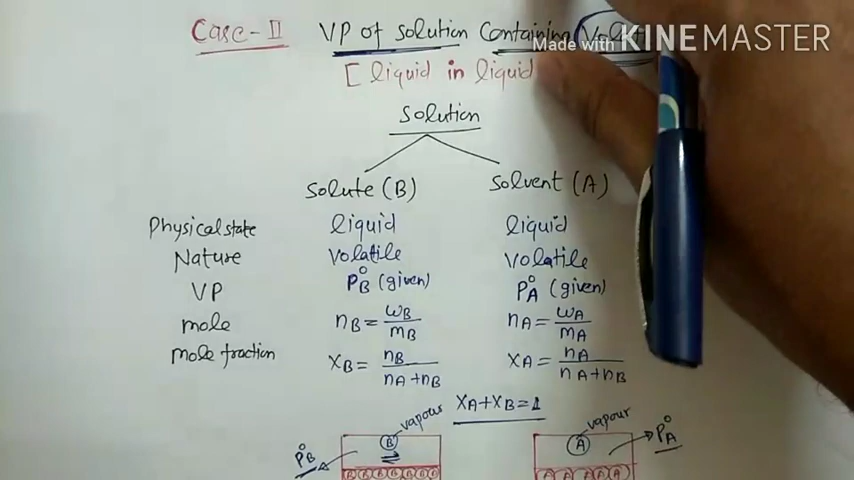 Case-II VP of solution Containing
Made with KINEMASTER
[ liquid in liquid
Solution
Solute (B) Solvent (A)
Physical state liquid liquid
Nature volatile volatile
VP P°B (given) P°A (given)
mole nB = ωB/mB nA = ωA/mA
mole fraction xB = nB/nA+nB xA = nA/nA+nB
xA+xB=1
vapour vapour
B A
P°B P°A
B B B B B B B A A A A A